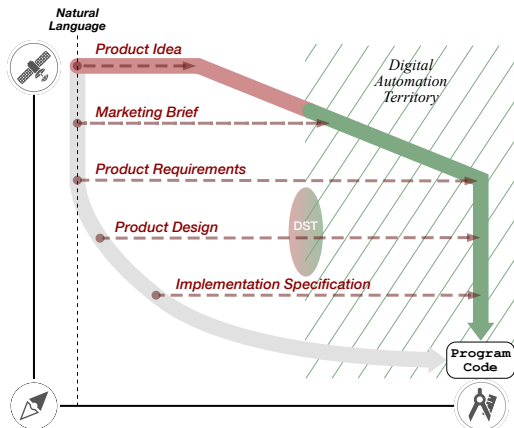 Natural
Language
Product Idea
Digital
Automation
Territory
Marketing Brief
Product Requirements
DST
Product Design
Implementation Specification
Program
Code